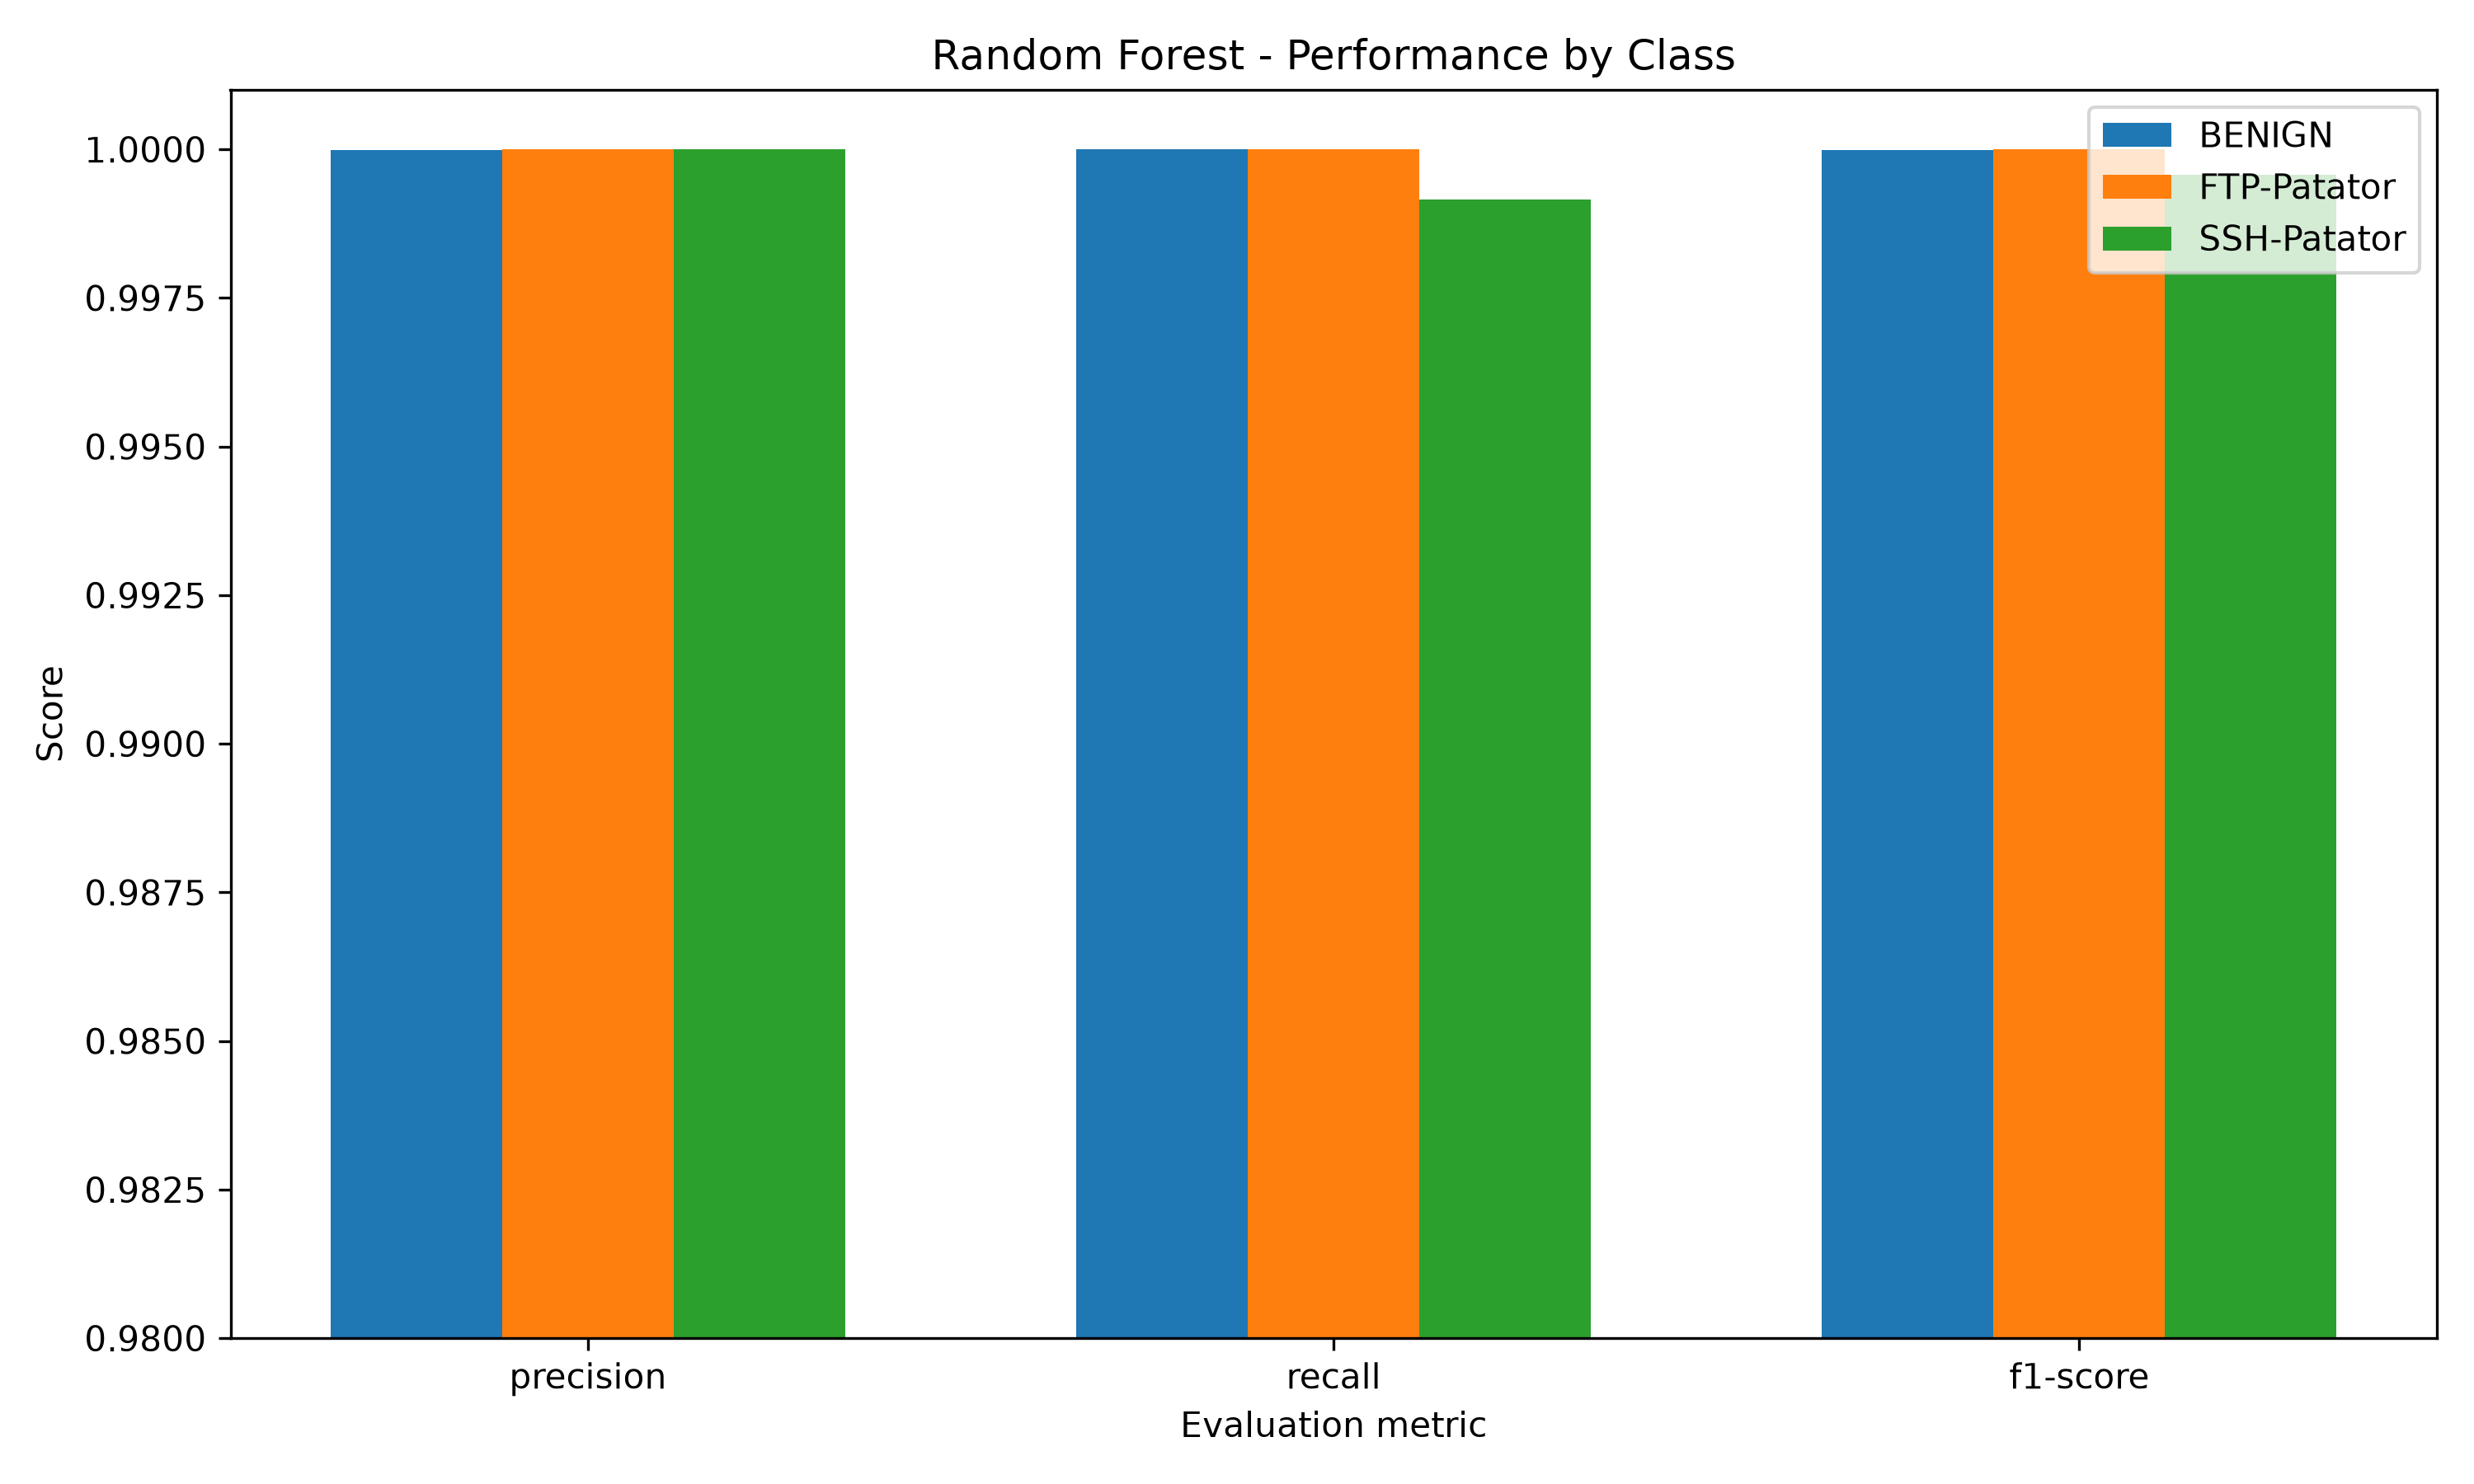 Random Forest - Performance by Class
1.0000
0.9975
0.9950
0.9925
0.9900
0.9875
0.9850
0.9825
0.9800
Score
BENIGN
FTP-Patator
SSH-Patator
precision
recall
f1-score
Evaluation metric